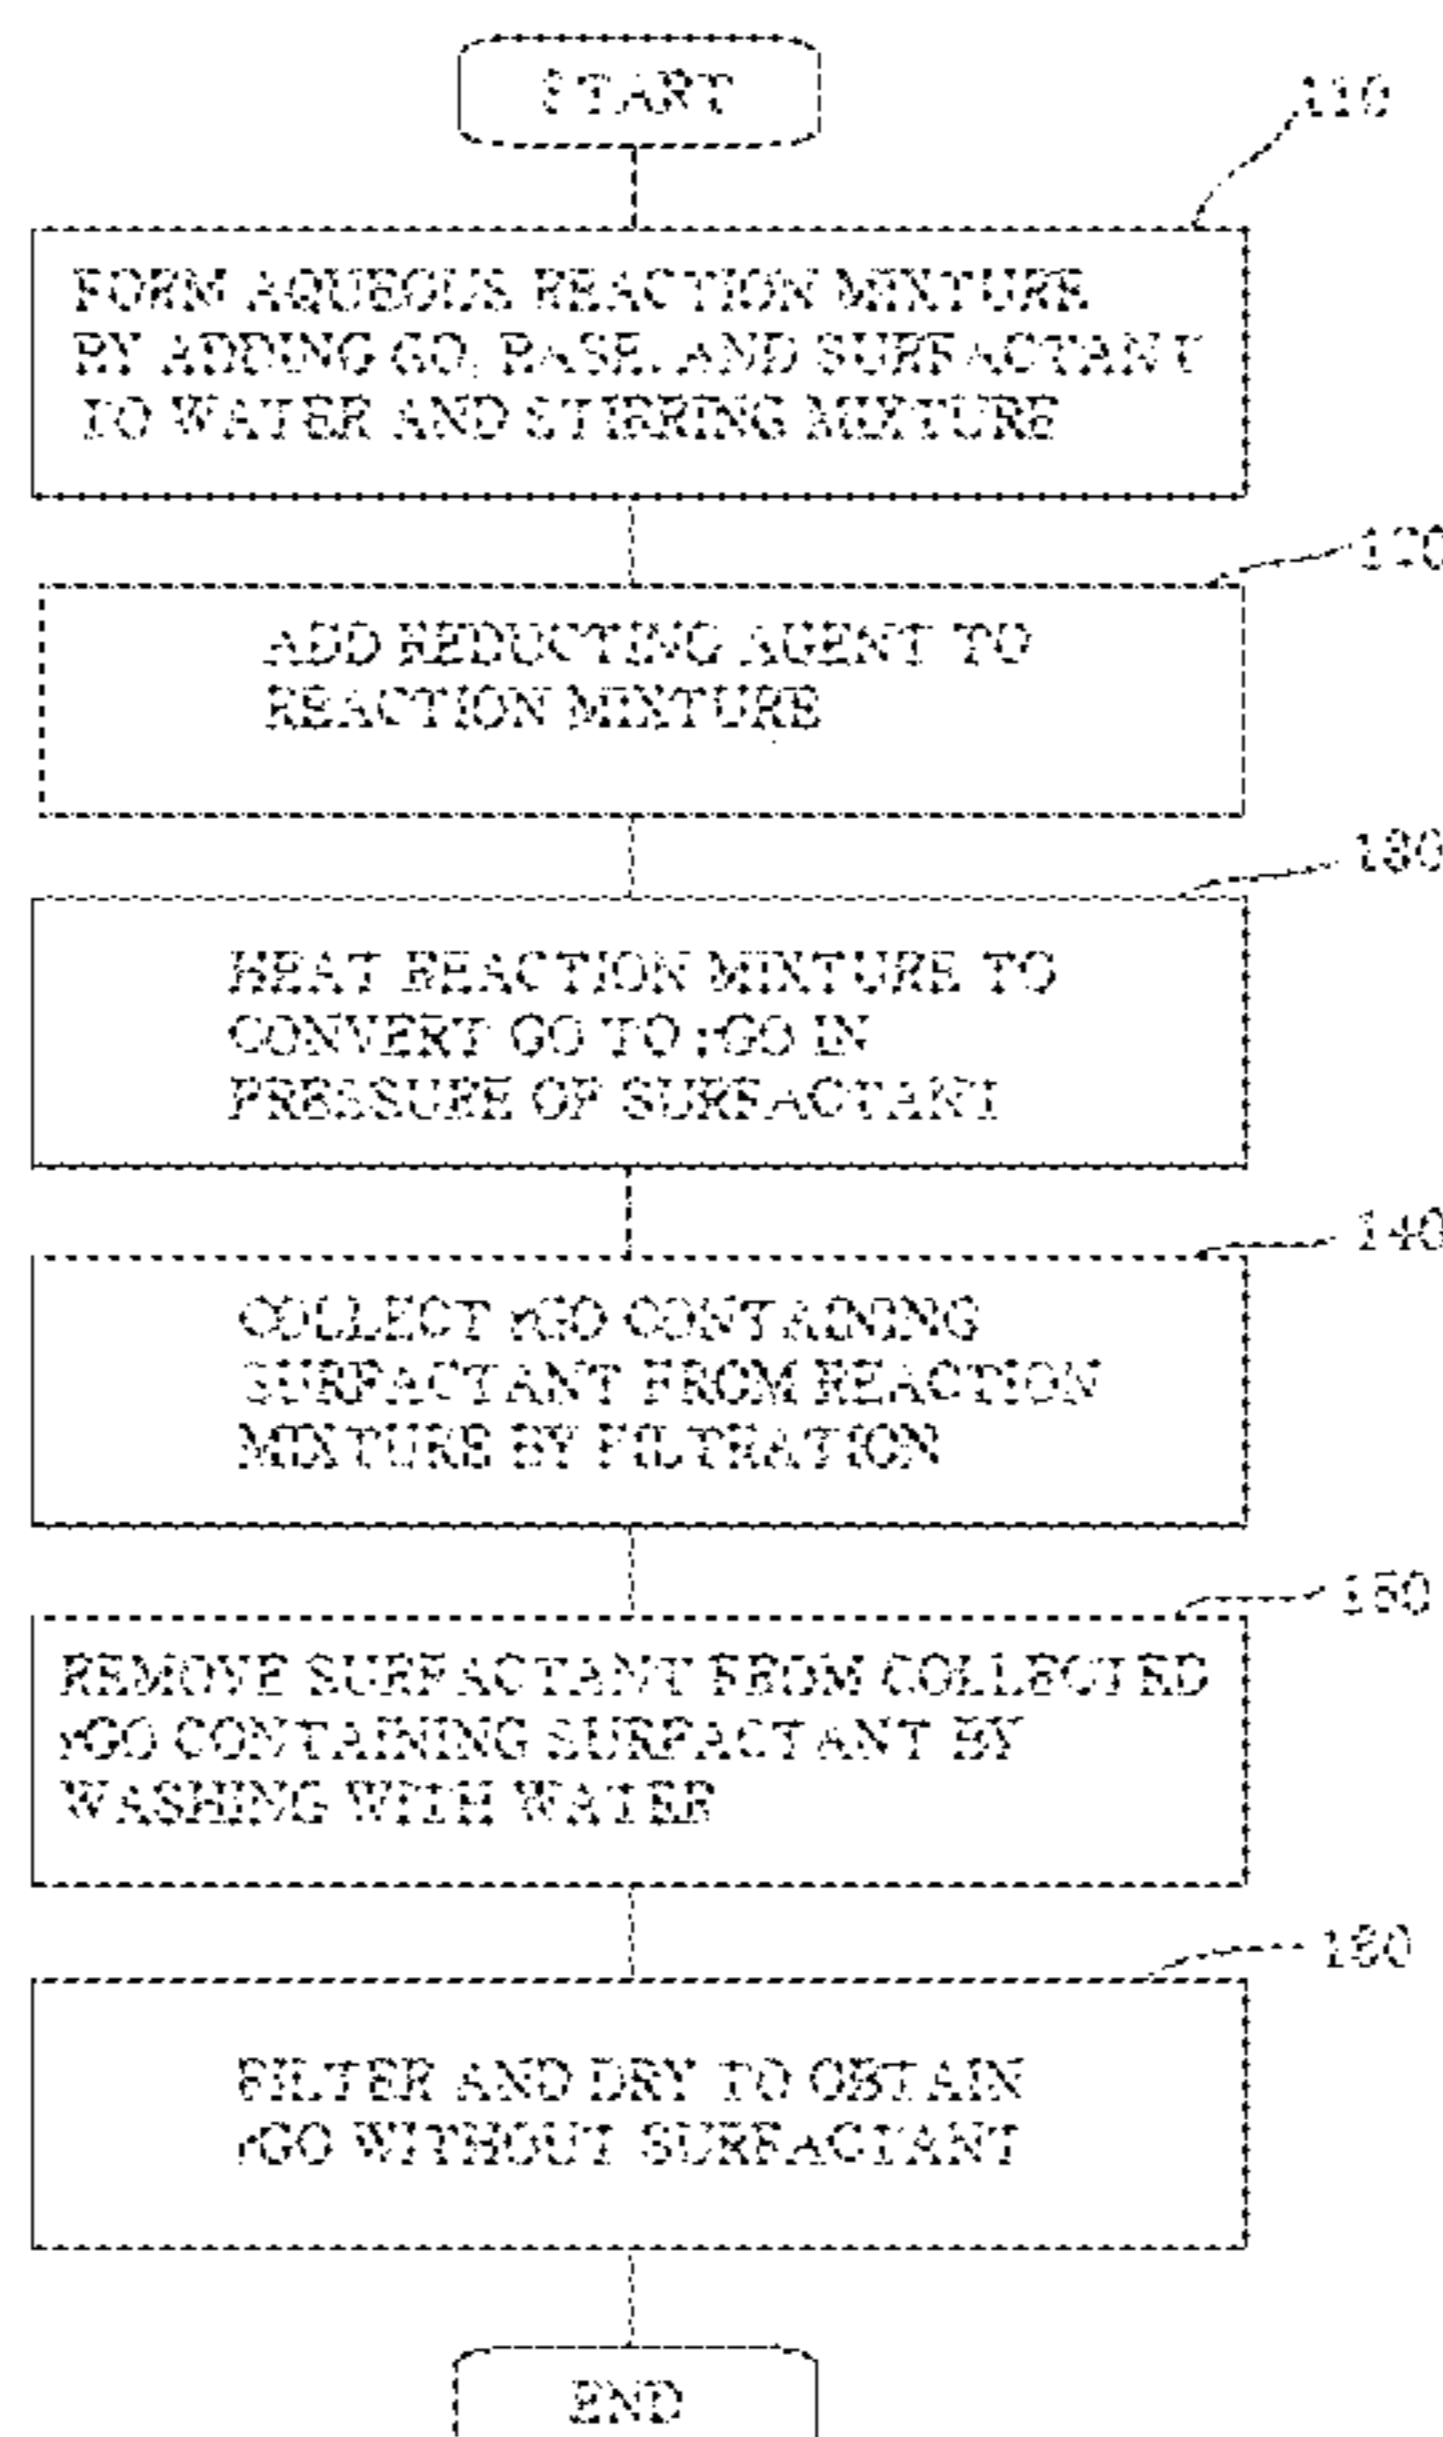 START
110
FORM AQUEOUS REACTION MIXTURE
BY ADDING GO, BASE, AND SURFACTANT
TO WATER AND STIRRING MIXTURE
120
ADD REDUCTING AGENT TO
REACTION MIXTURE
130
HEAT REACTION MIXTURE TO
CONVERT GO TO rGO IN
PRESSURE OF SURFACTANT
140
COLLECT rGO CONTAINING
SURFACTANT FROM REACTION
MIXTURE BY FILTRATION
150
REMOVE SURFACTANT FROM COLLECTED
rGO CONTAINING SURFACTANT BY
WASHING WITH WATER
160
FILTER AND DRY TO OBTAIN
rGO WITHOUT SURFACTANT
END